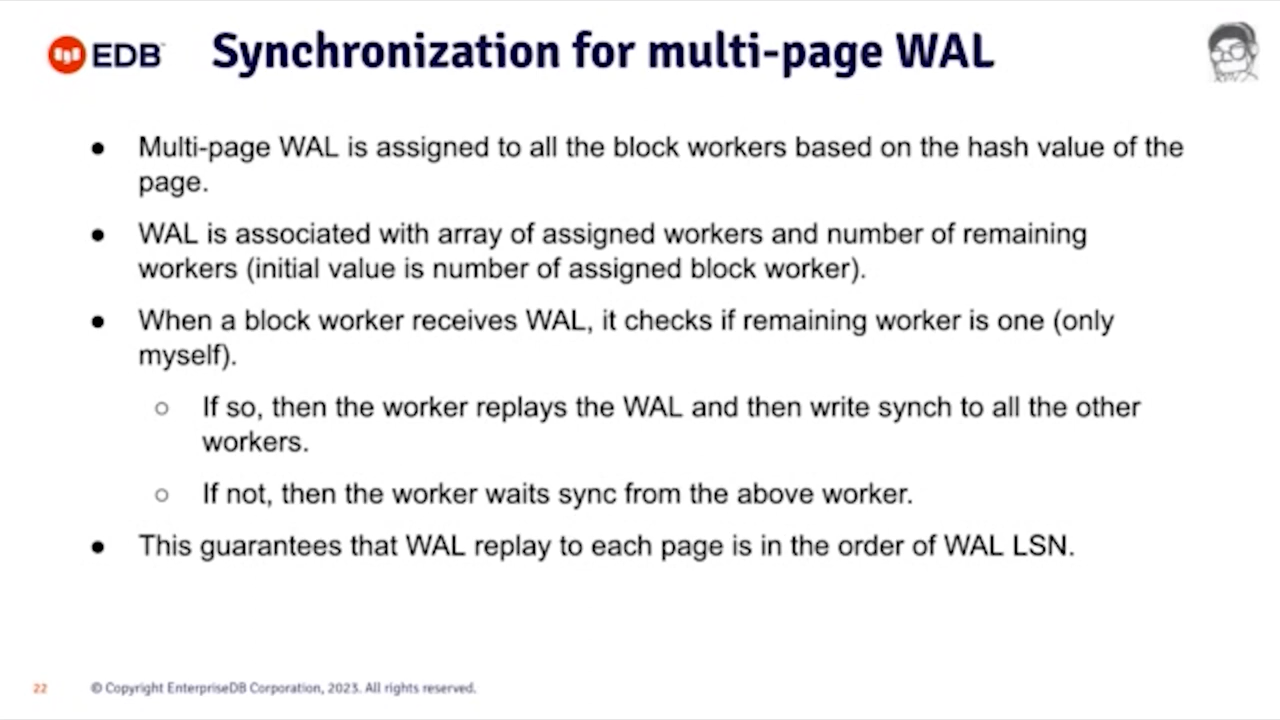 EDB
Synchronization for multi-page WAL
● Multi-page WAL is assigned to all the block workers based on the hash value of the
page.
● WAL is associated with array of assigned workers and number of remaining
workers (initial value is number of assigned block worker).
● When a block worker receives WAL, it checks if remaining worker is one (only
myself).
○ If so, then the worker replays the WAL and then write synch to all the other
workers.
○ If not, then the worker waits sync from the above worker.
● This guarantees that WAL replay to each page is in the order of WAL LSN.
22
© Copyright EnterpriseDB Corporation, 2023. All rights reserved.